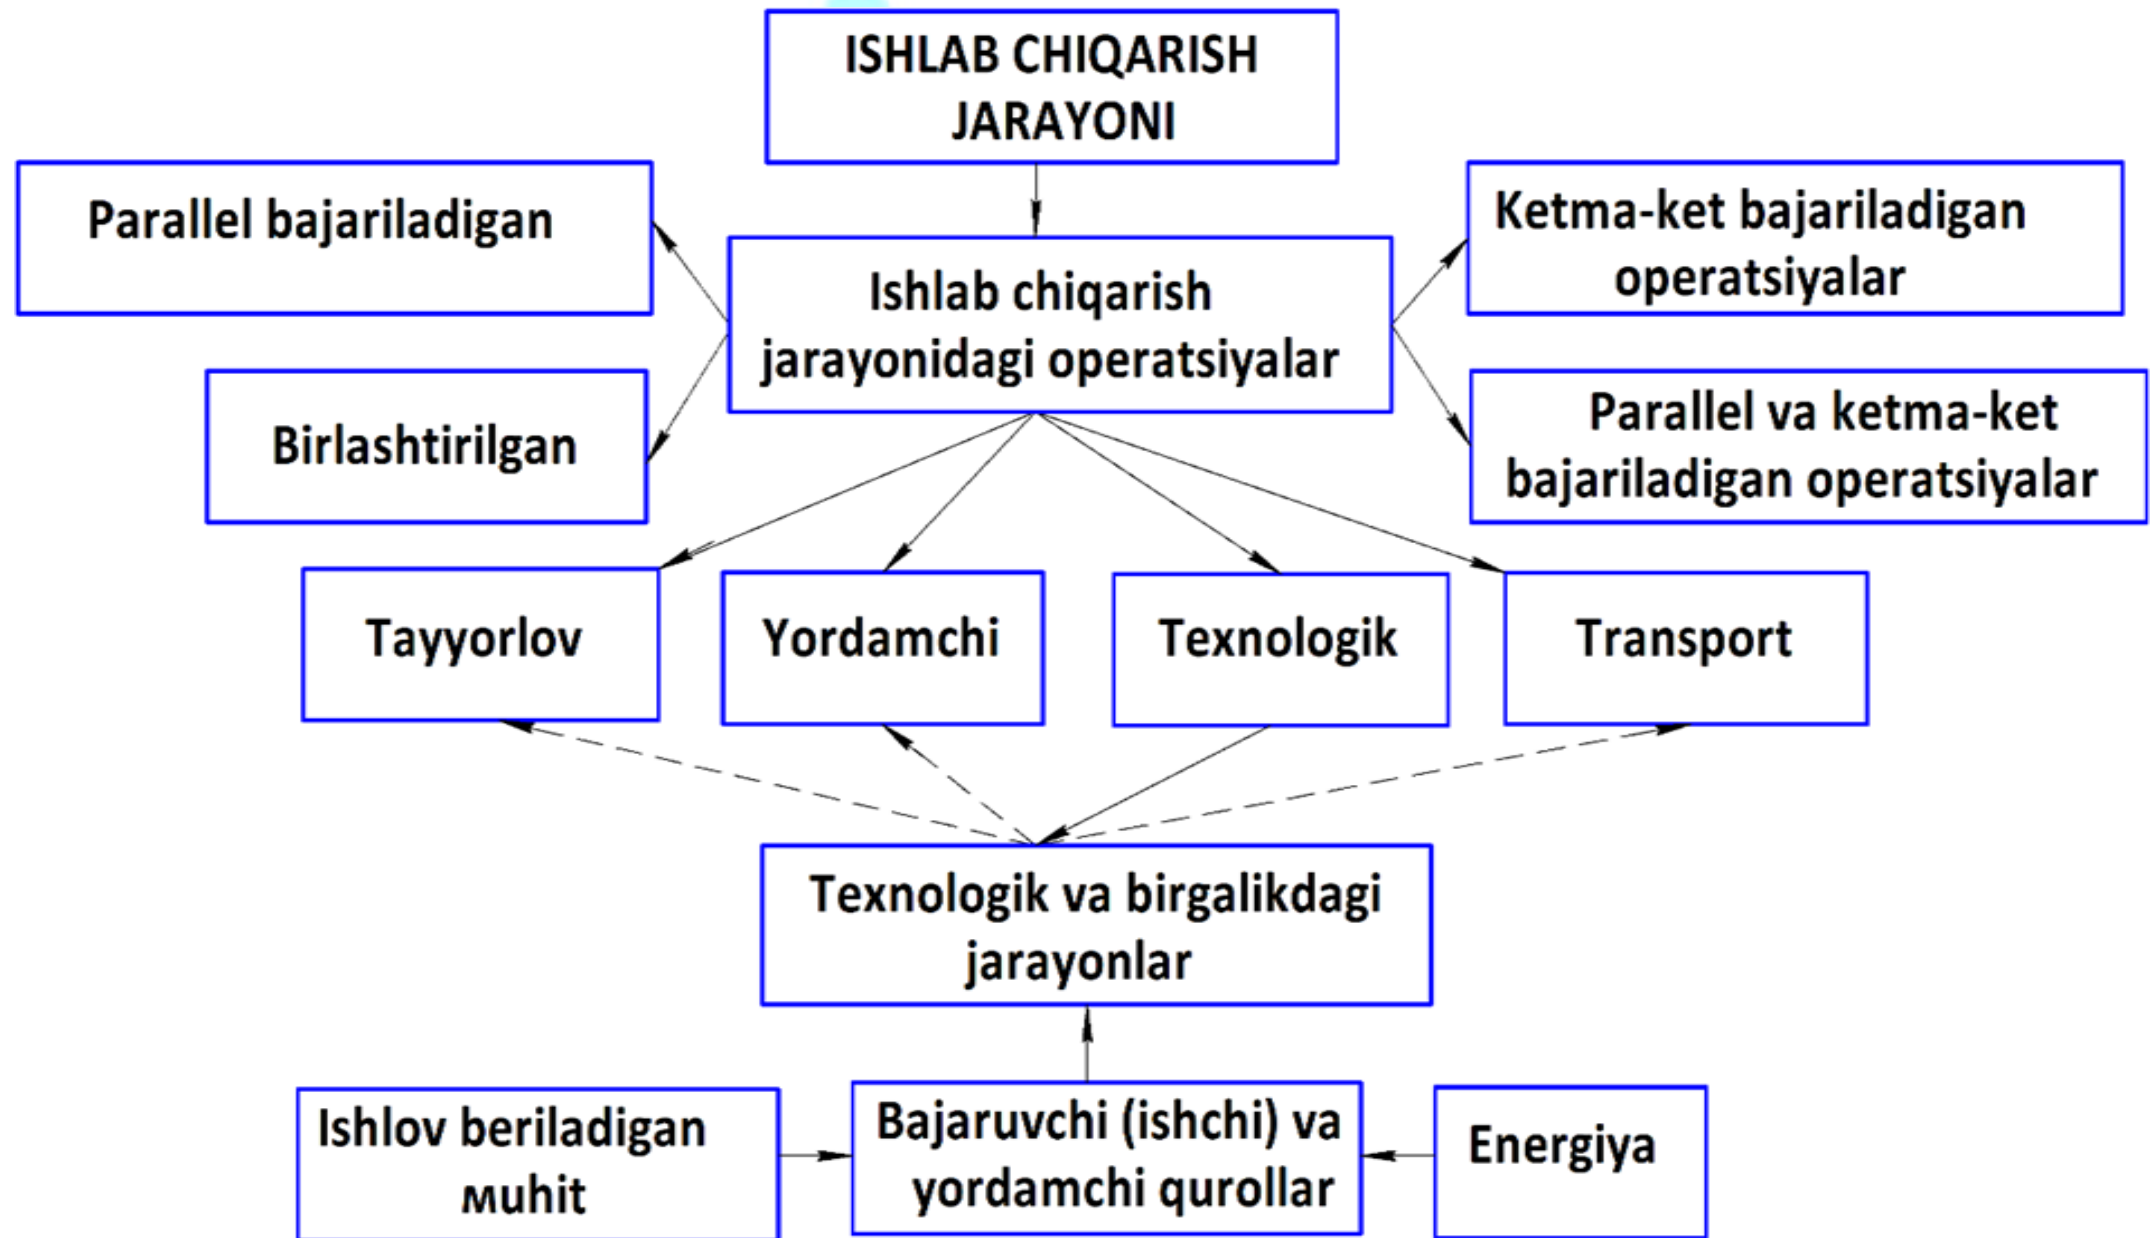 ISHLAB CHIQARISH
JARAYONI
Parallel bajariladigan
Ketma-ket bajariladigan
operatsiyalar
Ishlab chiqarish
jarayonidagi operatsiyalar
Birlashtirilgan
Parallel va ketma-ket
bajariladigan operatsiyalar
Tayyorlov
Yordamchi
Texnologik
Transport
Texnologik va birgalikdagi
jarayonlar
Ishlov beriladigan
мuhit
Bajaruvchi (ishchi) va
yordamchi qurollar
Energiya